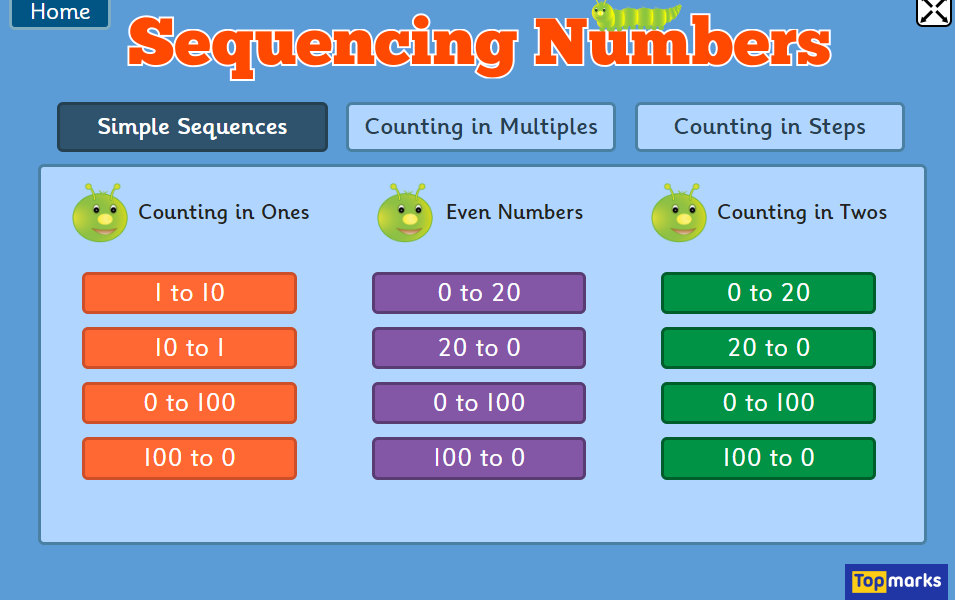 Home
Sequencing Numbers
Simple Sequences
Counting in Multiples
Counting in Steps
Counting in Ones
Even Numbers
Counting in Twos
1 to 10
0 to 20
0 to 20
10 to 1
20 to 0
20 to 0
0 to 100
0 to 100
0 to 100
100 to 0
100 to 0
100 to 0
Topmarks